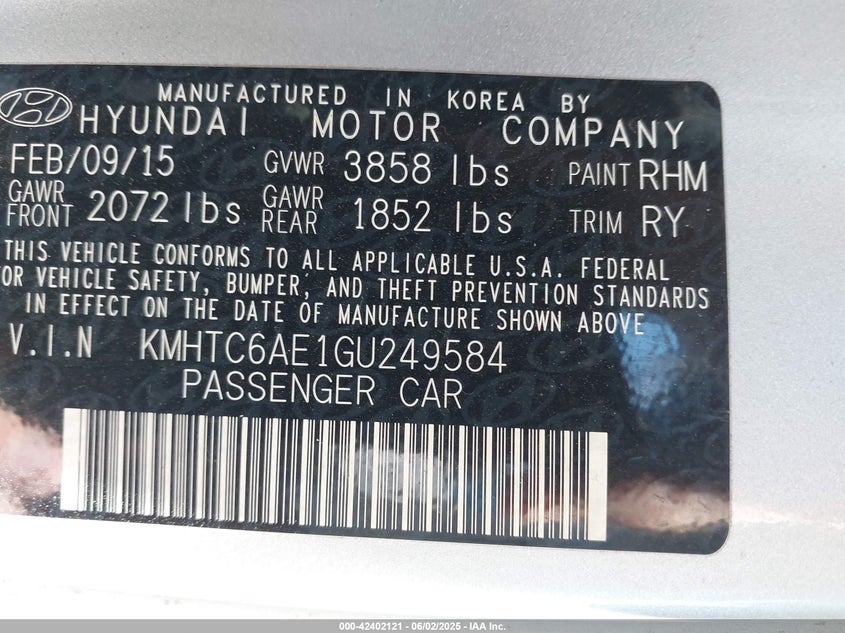 MANUFACTURED IN KOREA BY
HYUNDAI MOTOR COMPANY
FEB/09/15 GVWR 3858 lbs PAINT RHM
GAWR FRONT 2072 lbs GAWR REAR 1852 lbs TRIM RY
THIS VEHICLE CONFORMS TO ALL APPLICABLE U.S.A. FEDERAL
FOR VEHICLE SAFETY, BUMPER, AND THEFT PREVENTION STANDARDS
IN EFFECT ON THE DATE OF MANUFACTURE SHOWN ABOVE
V.I.N KMHTC6AE1GU249584
PASSENGER CAR
000-42402121 - 06/02/2025 - IAA Inc.